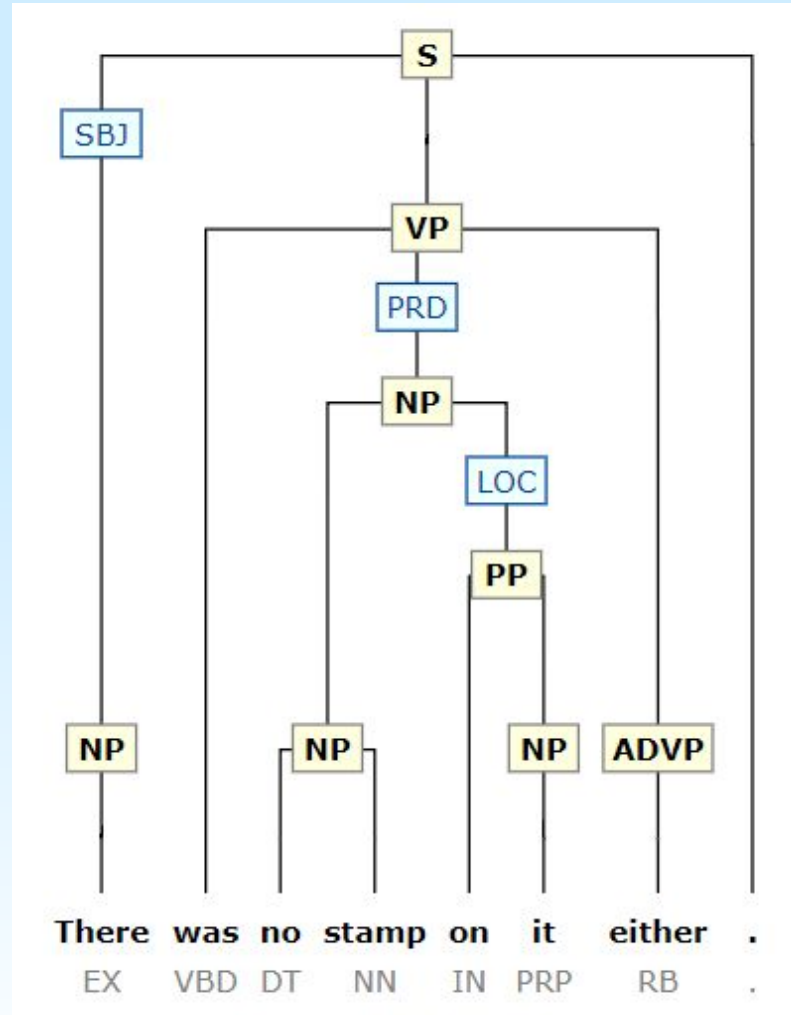 S
SBJ
VP
PRD
NP
LOC
PP
NP NP NP ADVP
There was no stamp on it either .
EX VBD DT NN IN PRP RB .